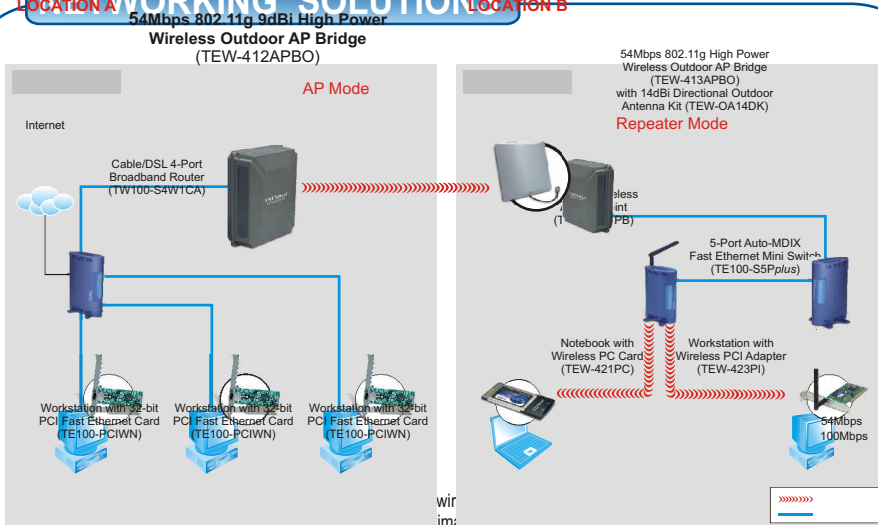 NETWORKING SOLUTIONS
LOCATION A
LOCATION B
54Mbps 802.11g 9dBi High Power
Wireless Outdoor AP Bridge
(TEW-412APBO)
AP Mode
Internet
Cable/DSL 4-Port
Broadband Router
(TW100-S4W1CA)
TRENDnet
Workstation with 32-bit
PCI Fast Ethernet Card
(TE100-PCIWN)
Workstation with 32-bit
PCI Fast Ethernet Card
(TE100-PCIWN)
Workstation with 32-bit
PCI Fast Ethernet Card
(TE100-PCIWN)
54Mbps 802.11g High Power
Wireless Outdoor AP Bridge
(TEW-413APBO)
with 14dBi Directional Outdoor
Antenna Kit (TEW-OA14DK)
Repeater Mode
5-Port Auto-MDIX
Fast Ethernet Mini Switch
(TE100-S5Pplus)
Notebook with
Wireless PC Card
(TEW-421PC)
Workstation with
Wireless PCI Adapter
(TEW-423PI)
54Mbps
100Mbps